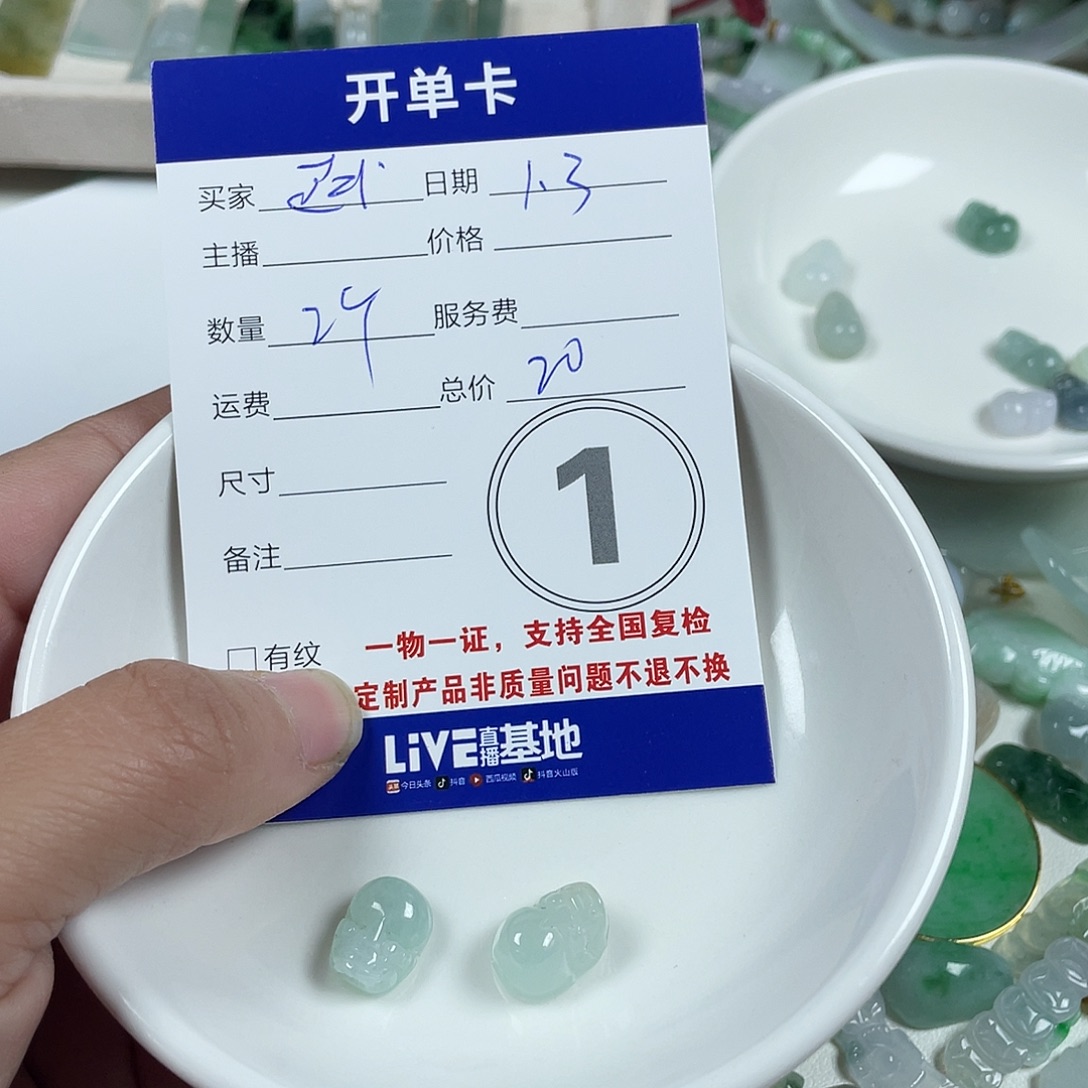 开单卡
买家 日期 1.3
主播 价格
数量 2个 服务费
运费 总价 20
尺寸
备注
1
□有纹
一物一证，支持全国复检
定制产品非质量问题不退不换
LiVE直播基地
今日头条 抖音 西瓜视频 抖音火山版